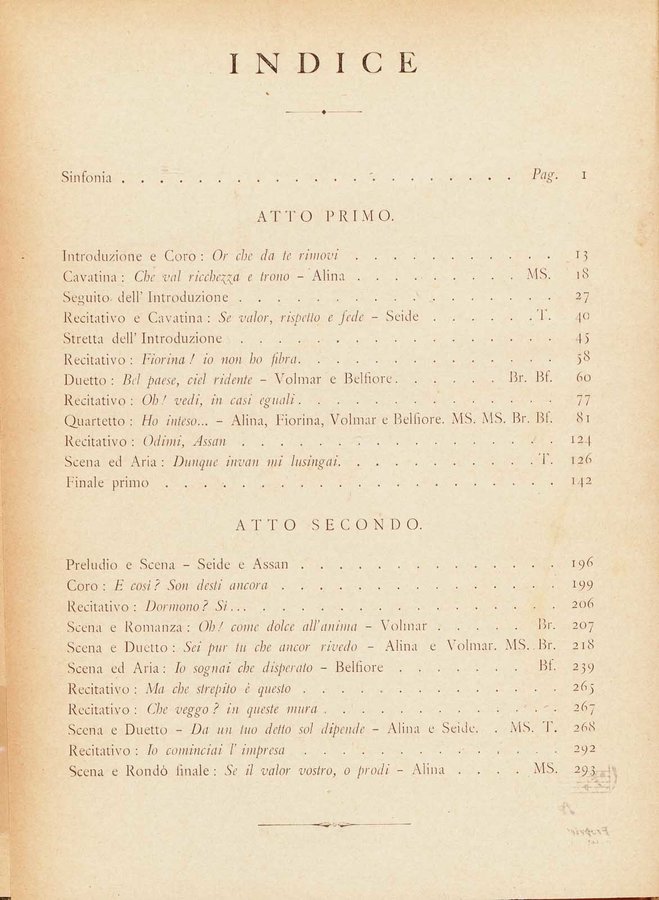 INDICE
Sinfonia . . . . . . . . . . . . . . . . . . . . . Pag. 1
ATTO PRIMO.
Introduzione e Coro : Or che da te rimovi . . . . . . . . . . . 13
Cavatina : Che val ricchezza e trono – Alina . . . . . . . . . MS. 18
Seguito dell' Introduzione . . . . . . . . . . . . . . . . . 27
Recitativo e Cavatina : Se valor, rispetto e fede – Seide . . . . . . T. 40
Stretta dell' Introduzione . . . . . . . . . . . . . . . . . 45
Recitativo : Fiorina ! io non ho fibra. . . . . . . . . . . . . . 58
Duetto : Bel paese, ciel ridente – Volmar e Belfiore. . . . . . Br. Bf. 60
Recitativo : Oh ! vedi, in casi eguali . . . . . . . . . . . . . . 77
Quartetto : Ho inteso... – Alina, Fiorina, Volmar e Belfiore. MS. MS. Br. Bf. 81
Recitativo : Odimi, Assan . . . . . . . . . . . . . . . . . 124
Scena ed Aria : Dunque invan mi lusingai. . . . . . . . . . . T. 126
Finale primo . . . . . . . . . . . . . . . . . . . . . 142
ATTO SECONDO.
Preludio e Scena – Seide e Assan . . . . . . . . . . . . . . 196
Coro : E così ? Son desti ancora . . . . . . . . . . . . . . . 199
Recitativo : Dormono ? Sì . . . . . . . . . . . . . . . . . . 206
Scena e Romanza : Oh ! come dolce all'anima – Volmar . . . . . Br. 207
Scena e Duetto : Sei pur tu che ancor rivedo – Alina e Volmar. MS. Br. 218
Scena ed Aria : Io sognai che disperato – Belfiore . . . . . . . Bf. 239
Recitativo : Ma che strepito è questo . . . . . . . . . . . . . . 265
Recitativo : Che veggo ? in queste mura . . . . . . . . . . . . . 267
Scena e Duetto – Da un tuo detto sol dipende – Alina e Seide. . MS. T. 268
Recitativo : Io cominciai l' impresa . . . . . . . . . . . . . . 292
Scena e Rondò finale : Se il valor vostro, o prodi – Alina . . . . MS. 293